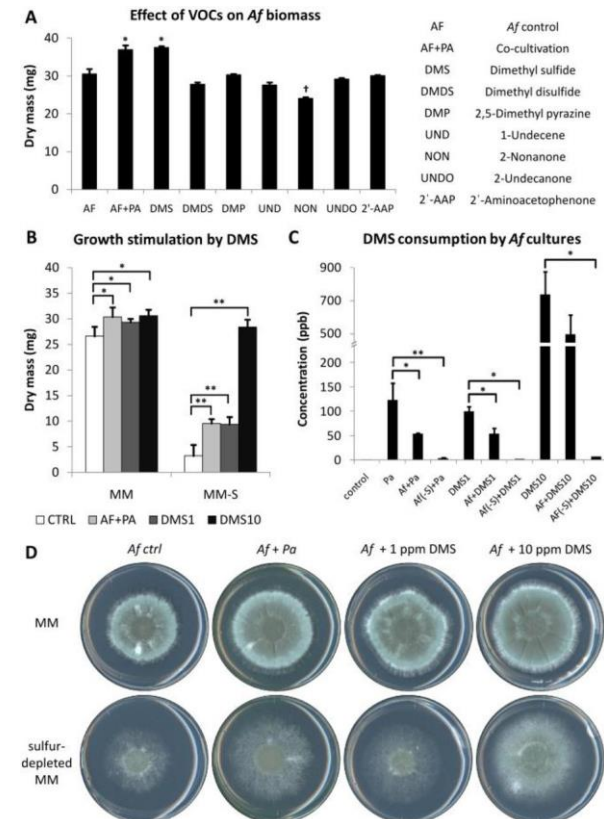 A Effect of VOCs on Af biomass
Dry mass (mg)
40
30
20
10
0
* * †
AF AF+PA DMS DMDS DMP UND NON UNDO 2'-AAP
AF Af control
AF+PA Co-cultivation
DMS Dimethyl sulfide
DMDS Dimethyl disulfide
DMP 2,5-Dimethyl pyrazine
UND 1-Undecene
NON 2-Nonanone
UNDO 2-Undecanone
2'-AAP 2'-Aminoacetophenone
B Growth stimulation by DMS
Dry mass (mg)
40
35
30
25
20
15
10
5
0
* * *
** ** **
MM MM-S
CTRL AF+PA DMS1 DMS10
C DMS consumption by Af cultures
Concentration (ppb)
900
700
500
200
150
100
50
0
** * * * *
control Pa Af+Pa Af(-S)+Pa DMS1 Af+DMS1 Af(-S)+DMS1 DMS10 AF+DMS10 AF(-S)+DMS10
D Af ctrl Af + Pa Af + 1 ppm DMS Af + 10 ppm DMS
MM
sulfur-
depleted
MM